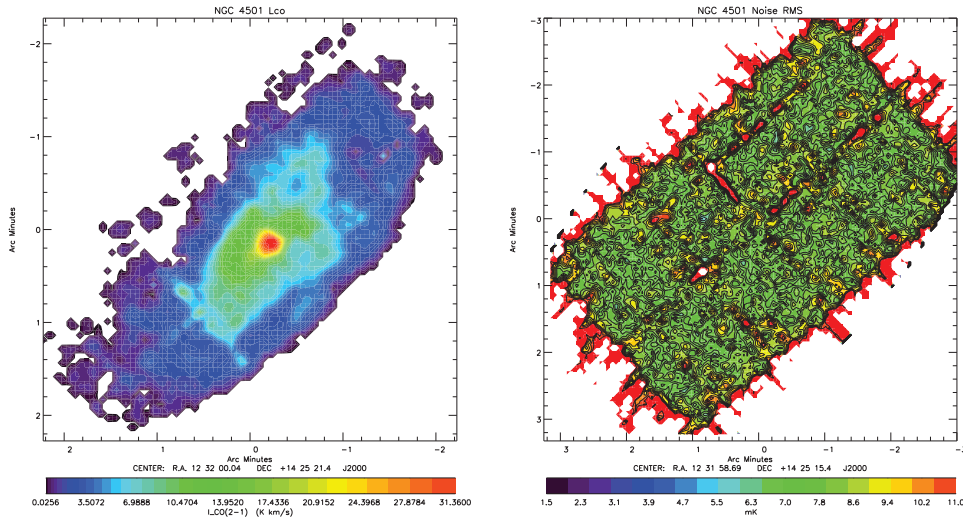 NGC 4501 Lco
-2
-1
0
1
2
Arc Minutes
2
1
0
-1
-2
Arc Minutes
CENTER: R.A. 12 32 00.04 DEC +14 25 21.4 J2000
0.0256 3.5072 6.9888 10.4704 13.9520 17.4336 20.9152 24.3968 27.8784 31.3600
I_CO(2-1) (K km/s)
NGC 4501 Noise RMS
-3
-2
-1
0
1
2
3
Arc Minutes
3
2
1
0
-1
-2
-3
Arc Minutes
CENTER: R.A. 12 31 58.69 DEC +14 25 15.4 J2000
1.5 2.3 3.1 3.9 4.7 5.5 6.3 7.0 7.8 8.6 9.4 10.2 11.0
mK